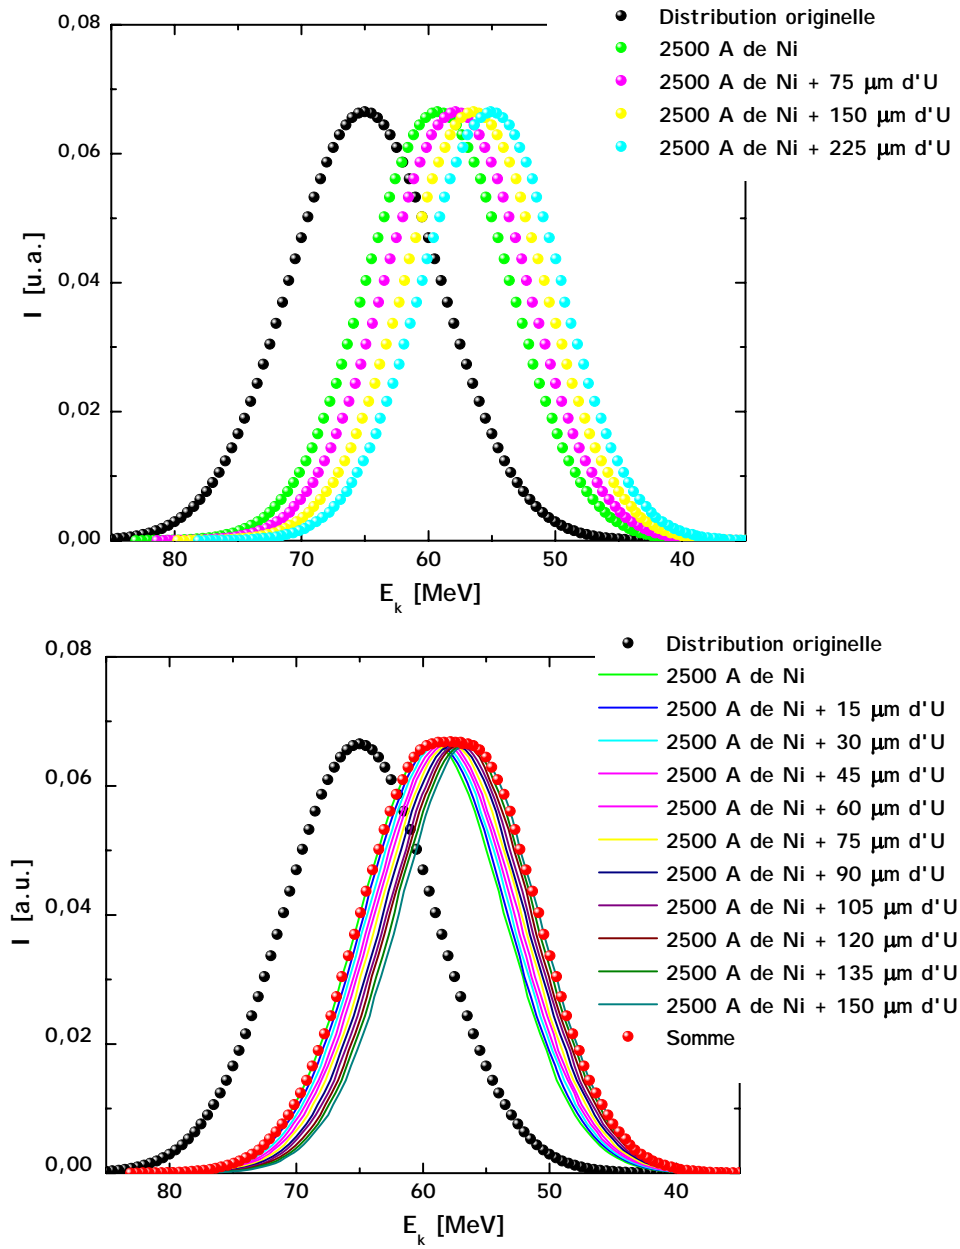 0,08
0,06
0,04
0,02
0,00
I [u.a.]
80
70
60
50
40
E_k [MeV]
Distribution originelle
2500 A de Ni
2500 A de Ni + 75 μm d'U
2500 A de Ni + 150 μm d'U
2500 A de Ni + 225 μm d'U
0,08
0,06
0,04
0,02
0,00
I [a.u.]
80
70
60
50
40
E_k [MeV]
Distribution originelle
2500 A de Ni
2500 A de Ni + 15 μm d'U
2500 A de Ni + 30 μm d'U
2500 A de Ni + 45 μm d'U
2500 A de Ni + 60 μm d'U
2500 A de Ni + 75 μm d'U
2500 A de Ni + 90 μm d'U
2500 A de Ni + 105 μm d'U
2500 A de Ni + 120 μm d'U
2500 A de Ni + 135 μm d'U
2500 A de Ni + 150 μm d'U
Somme